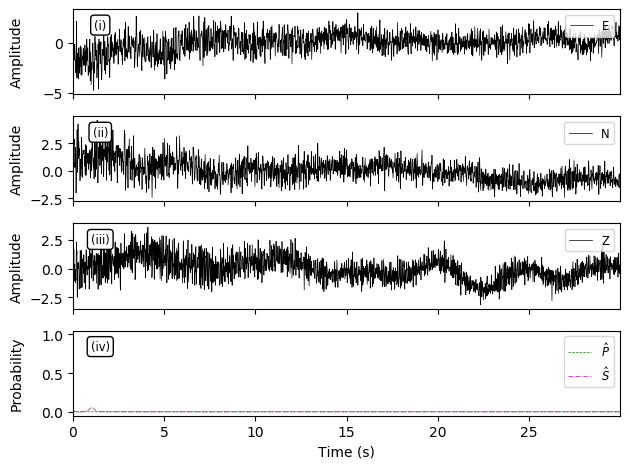 (i)
E
0
−5
Amplitude
(ii)
N
2.5
0.0
−2.5
Amplitude
(iii)
Z
2.5
0.0
−2.5
Amplitude
(iv)
P̂
Ŝ
1.0
0.5
0.0
Probability
0 5 10 15 20 25
Time (s)